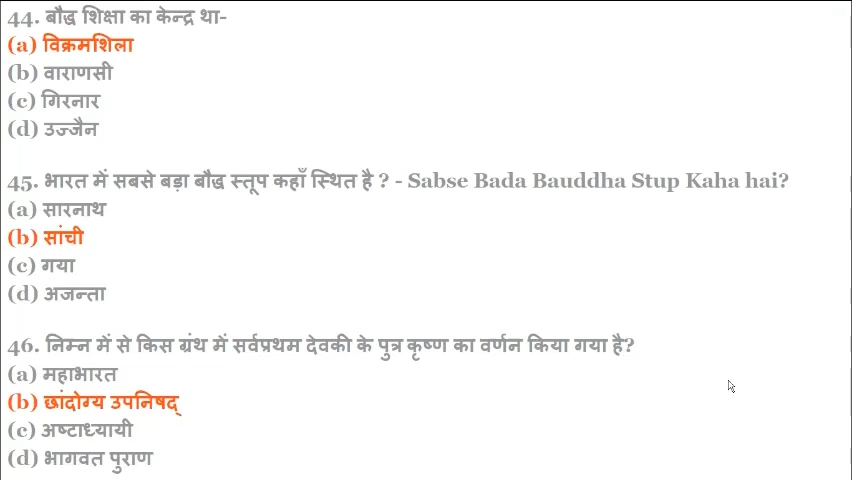 44. बौद्ध शिक्षा का केन्द्र था-
(a) विक्रमशिला
(b) वाराणसी
(c) गिरनार
(d) उज्जैन
45. भारत में सबसे बड़ा बौद्ध स्तूप कहाँ स्थित है ? - Sabse Bada Bauddha Stup Kaha hai?
(a) सारनाथ
(b) सांची
(c) गया
(d) अजन्ता
46. निम्न में से किस ग्रंथ में सर्वप्रथम देवकी के पुत्र कृष्ण का वर्णन किया गया है?
(a) महाभारत
(b) छांदोग्य उपनिषद्
(c) अष्टाध्यायी
(d) भागवत पुराण